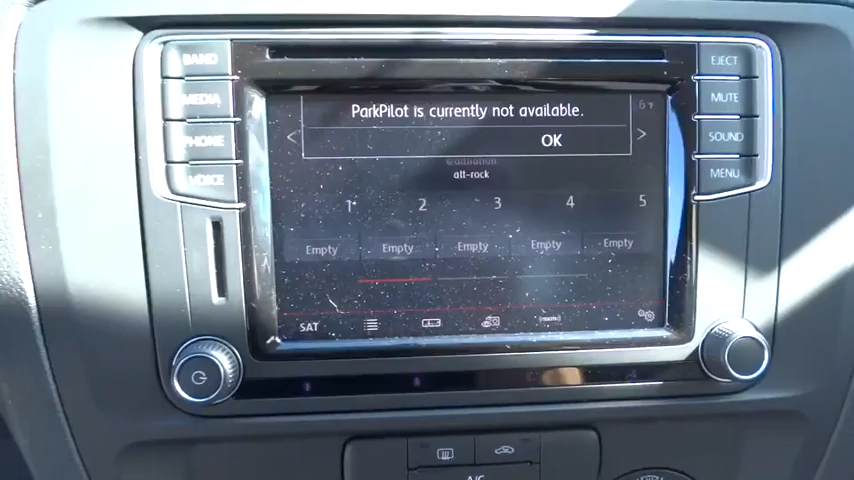 BAND
MEDIA
PHONE
VOICE
EJECT
MUTE
SOUND
MENU
ParkPilot is currently not available.
OK
alt-rock
1 2 3 4 5
Empty Empty Empty Empty Empty
SAT
A/C